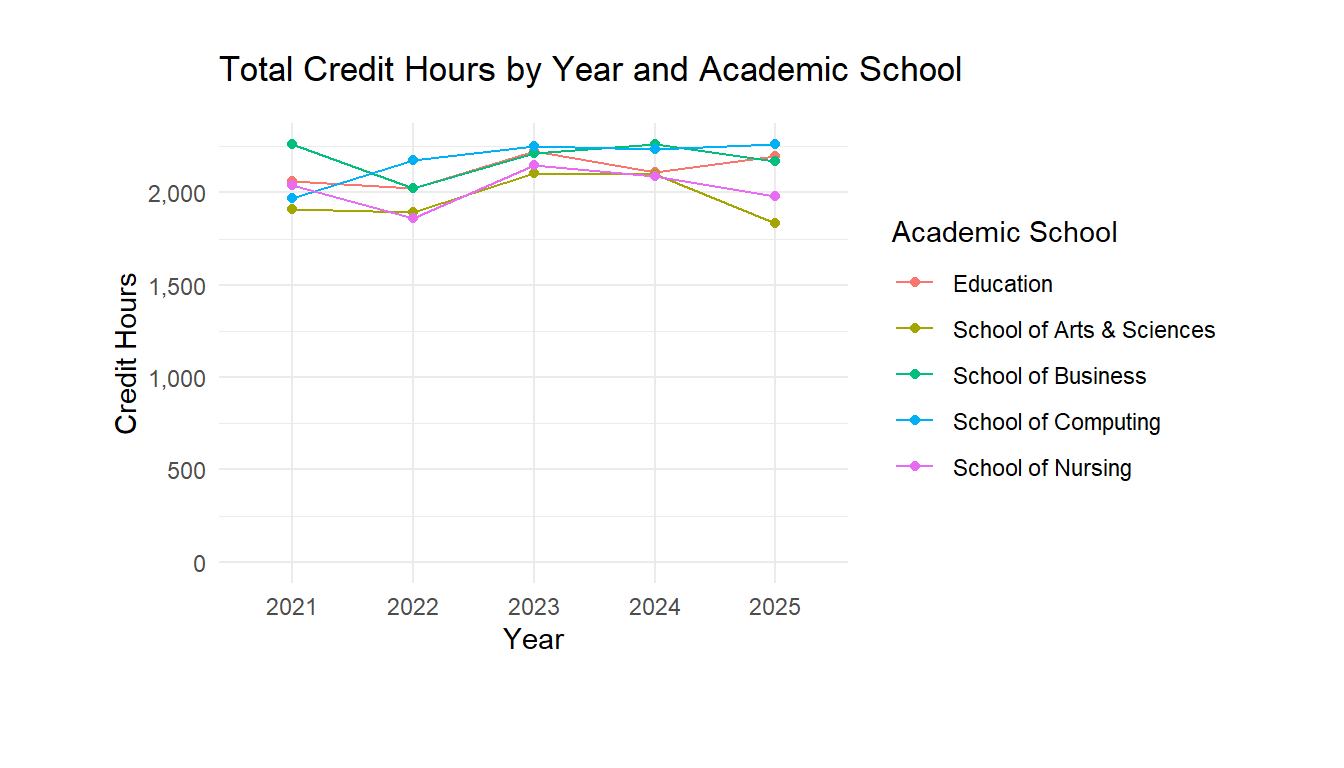 Total Credit Hours by Year and Academic School
Credit Hours
2,000
1,500
1,000
500
0
2021 2022 2023 2024 2025
Year
Academic School
Education
School of Arts & Sciences
School of Business
School of Computing
School of Nursing